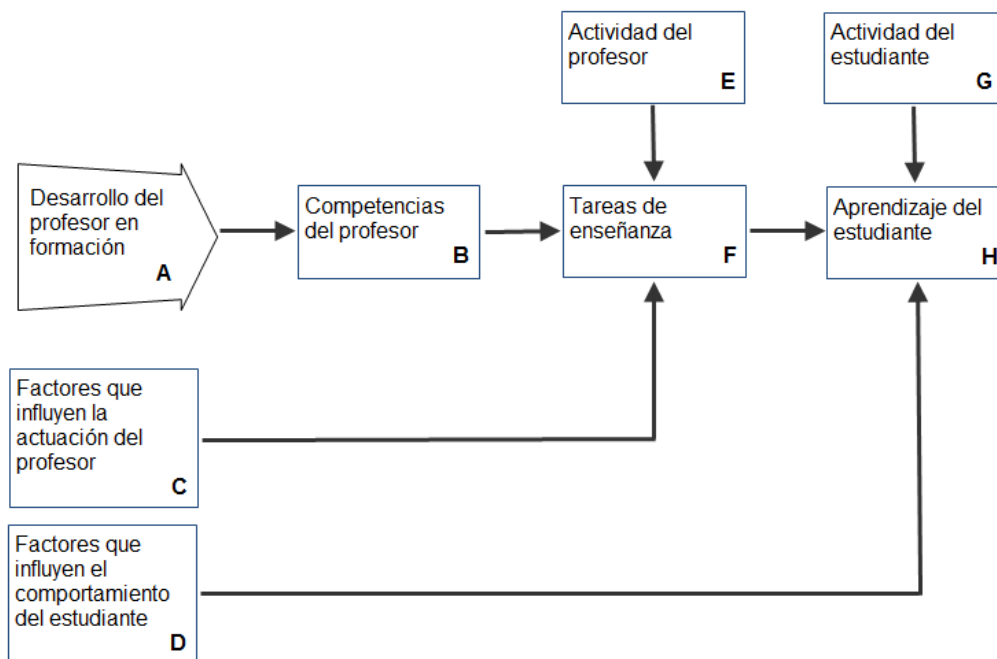 Actividad del
profesor
E
Actividad del
estudiante
G
Desarrollo del
profesor en
formación
A
Competencias
del profesor
B
Tareas de
enseñanza
F
Aprendizaje del
estudiante
H
Factores que
influyen la
actuación del
profesor
C
Factores que
influyen el
comportamiento
del estudiante
D